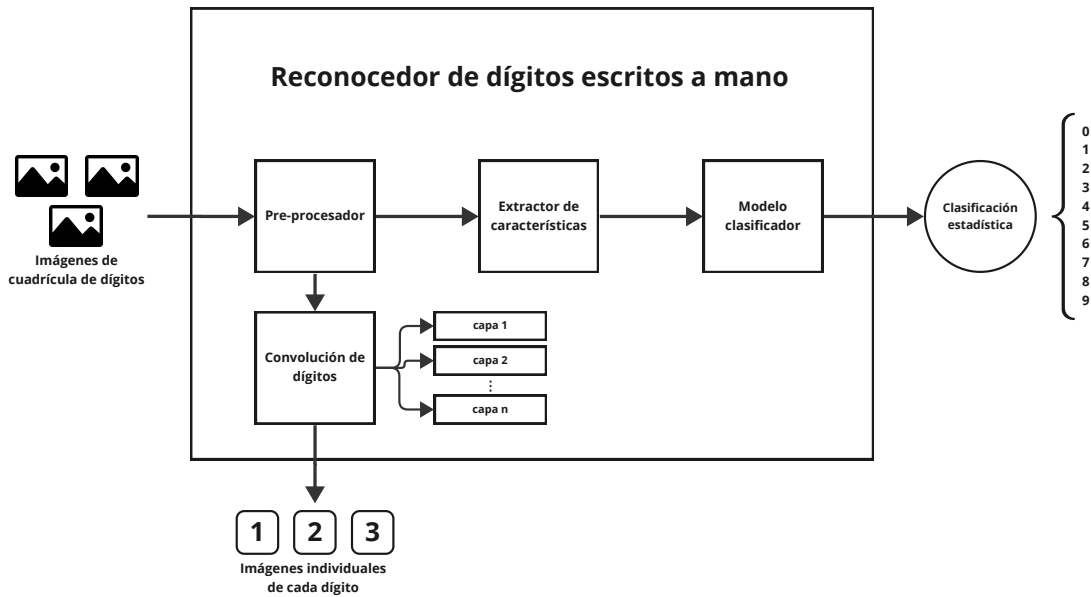 Reconocedor de dígitos escritos a mano
Imágenes de
cuadrícula de dígitos
Pre-procesador
Extractor de
características
Modelo
clasificador
Clasificación
estadística
0
1
2
3
4
5
6
7
8
9
Convolución de
dígitos
capa 1
capa 2
⋮
capa n
1 2 3
Imágenes individuales
de cada dígito